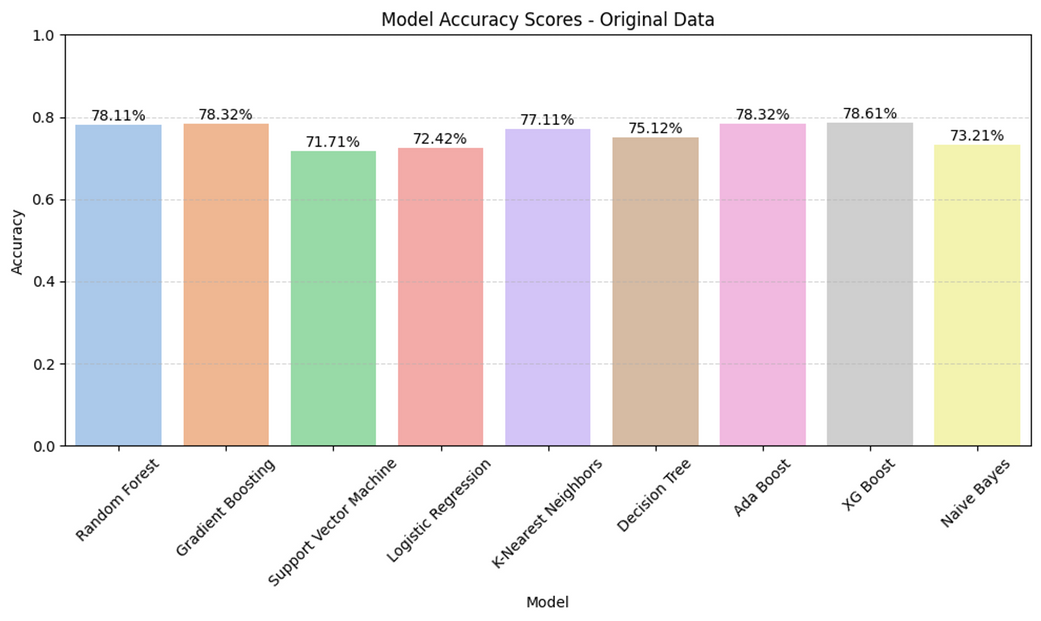 Model Accuracy Scores - Original Data
1.0
0.8
0.6
0.4
0.2
0.0
Accuracy
78.11%
78.32%
71.71%
72.42%
77.11%
75.12%
78.32%
78.61%
73.21%
Random Forest
Gradient Boosting
Support Vector Machine
Logistic Regression
K-Nearest Neighbors
Decision Tree
Ada Boost
XG Boost
Naive Bayes
Model